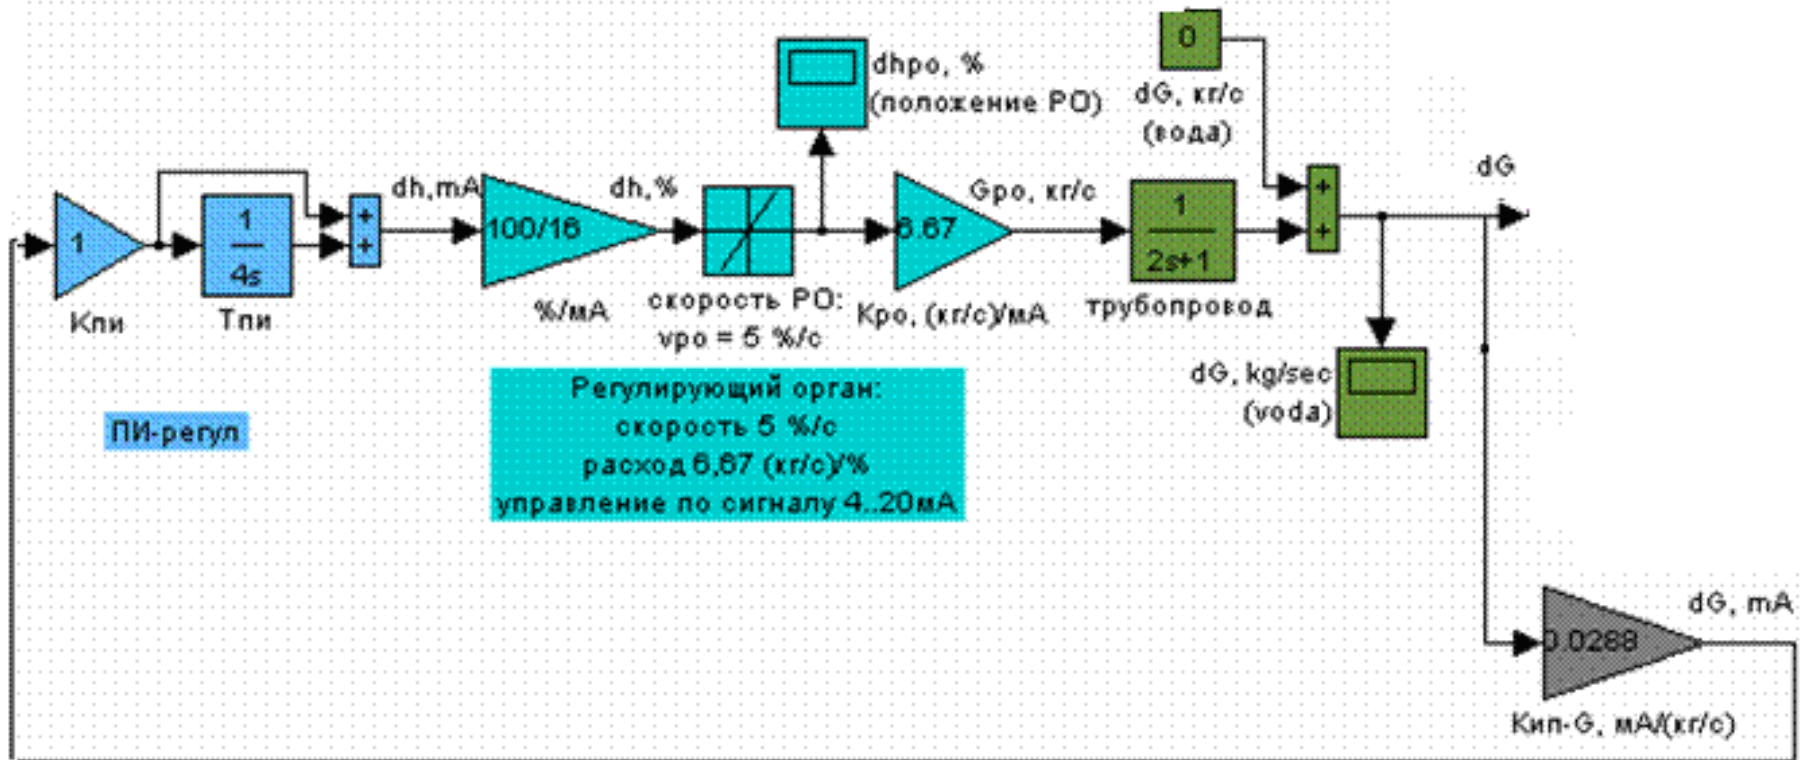 0
dG, кг/с
(вода)
dhро, %
(положение РО)
dG
dh,mA
dh,%
Gро, кг/с
1
1
4s
+
+
100/16
6.67
1
2s+1
+
+
Кпи
Тпи
%/мА
скорость РО:
vро = 5 %/с
Кро, (кг/с)/мА
трубопровод
dG, kg/sec
(voda)
ПИ-регул
Регулирующий орган:
скорость 5 %/с
расход 6,67 (кг/с)/%
управление по сигналу 4..20мА
0.0288
dG, mA
Кип-G, мА/(кг/с)